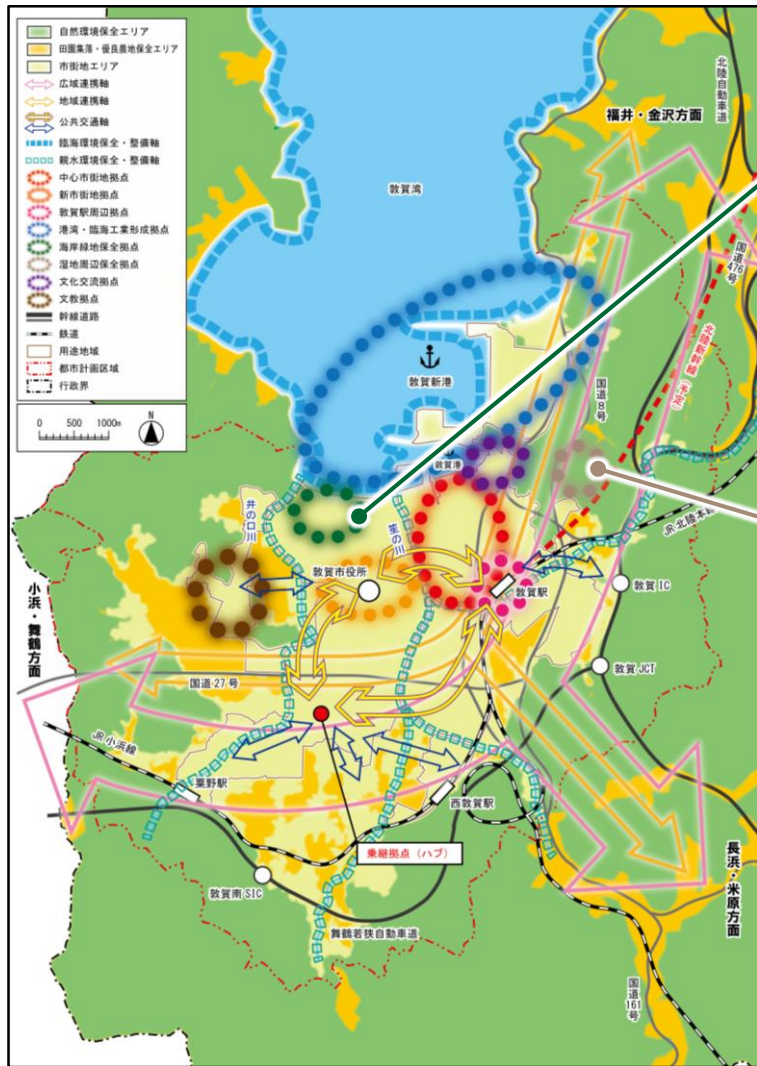 自然環境保全エリア
田園集落・優良農地保全エリア
市街地エリア
広域連携軸
地域連携軸
公共交通軸
臨海環境保全・整備軸
親水環境保全・整備軸
中心市街地拠点
新市街地拠点
敦賀駅周辺拠点
港湾・臨海工業形成拠点
海岸緑地保全拠点
湿地周辺保全拠点
文化交流拠点
文教拠点
幹線道路
鉄道
用途地域
都市計画区域
行政界
0 500 1000m
N
北陸自動車道
福井・金沢方面
敦賀湾
国道476号
北陸新幹線（予定）
国道8号
敦賀新港
敦賀港
JR北陸本
井の口川
笙の川
敦賀市役所
敦賀駅
敦賀IC
小浜・舞鶴方面
国道27号
敦賀JCT
JR小浜線
粟野駅
西敦賀駅
乗継拠点（ハブ）
敦賀南SIC
長浜・米原方面
舞鶴若狭自動車道
国道161号